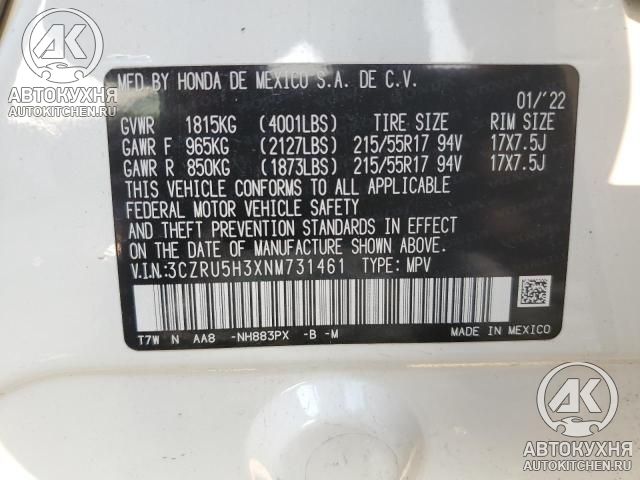 AK
АВТОКУХНЯ
AUTOKITCHEN.RU
MFD BY HONDA DE MEXICO S.A. DE C.V.
01/'22
GVWR 1815KG (4001LBS) TIRE SIZE RIM SIZE
GAWR F 965KG (2127LBS) 215/55R17 94V 17X7.5J
GAWR R 850KG (1873LBS) 215/55R17 94V 17X7.5J
THIS VEHICLE CONFORMS TO ALL APPLICABLE
FEDERAL MOTOR VEHICLE SAFETY
AND THEFT PREVENTION STANDARDS IN EFFECT
ON THE DATE OF MANUFACTURE SHOWN ABOVE.
V.I.N.:3CZRU5H3XNM731461 TYPE: MPV
T7W N AA8 -NH883PX -B -M
MADE IN MEXICO
AK
АВТОКУХНЯ
AUTOKITCHEN.RU